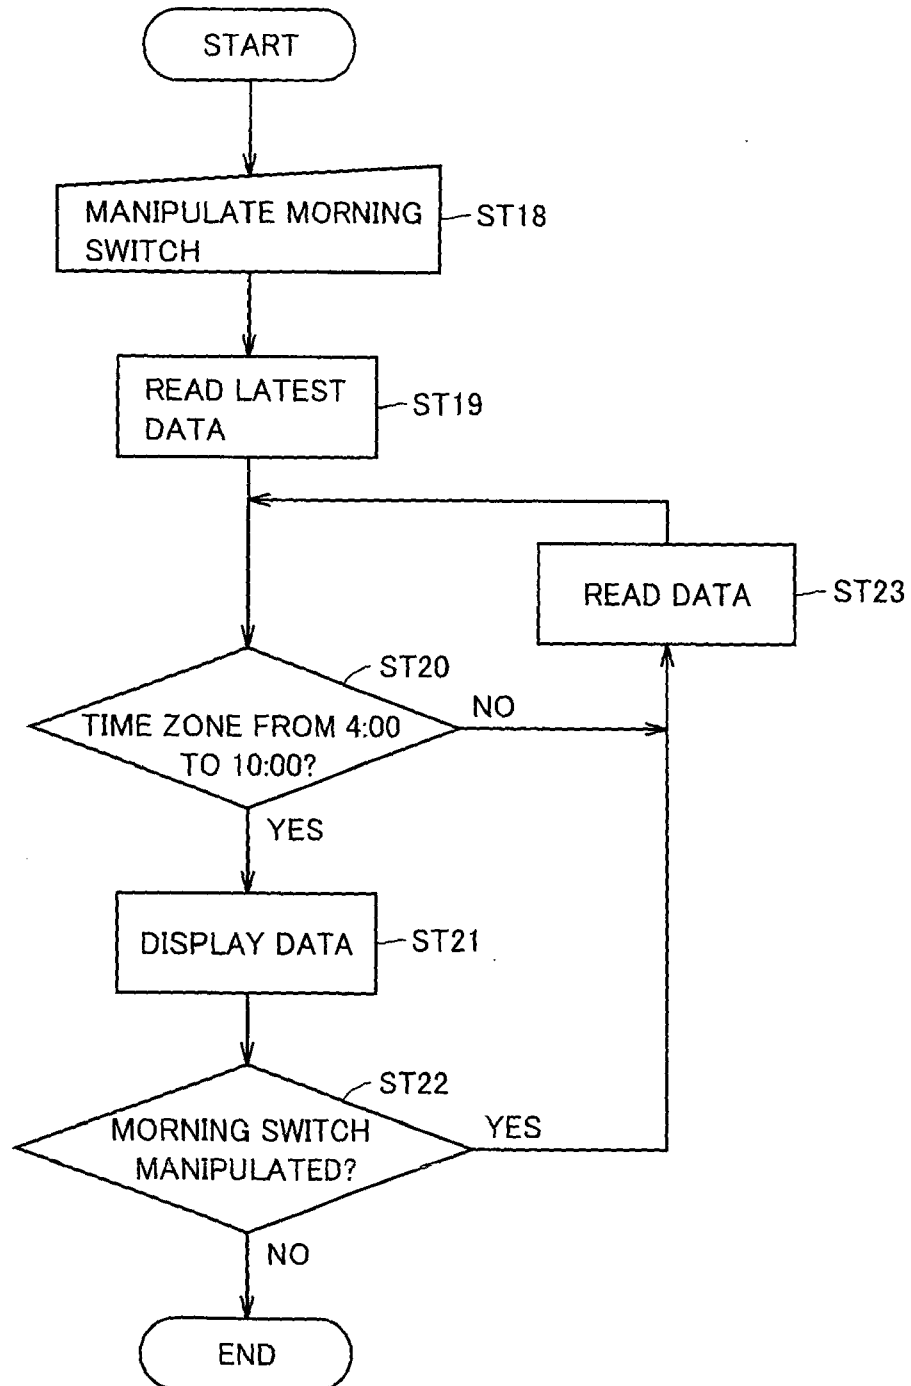 START
MANIPULATE MORNING
SWITCH
ST18
READ LATEST
DATA
ST19
READ DATA
ST23
ST20
TIME ZONE FROM 4:00
TO 10:00?
NO
YES
DISPLAY DATA
ST21
ST22
MORNING SWITCH
MANIPULATED?
YES
NO
END